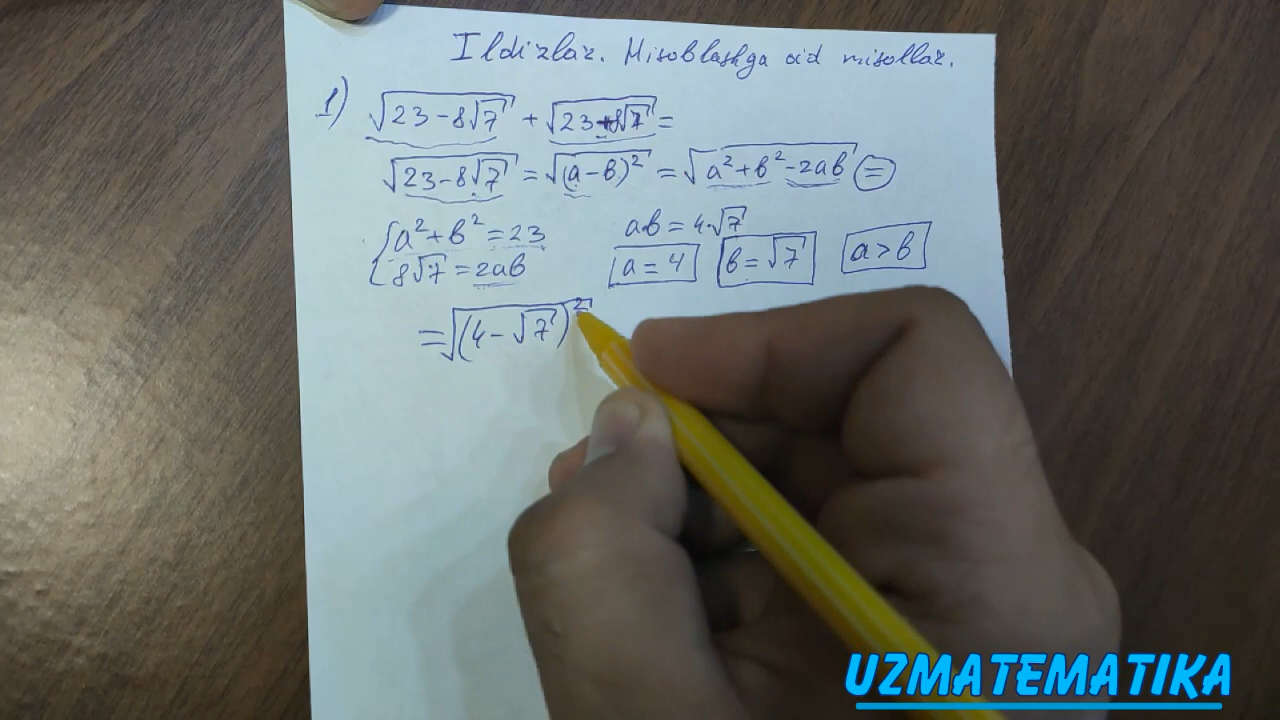 Ildizlar. Hisoblashga oid misollar.
1) √(23-8√7) + √(23+8√7) =
√(23-8√7) = √((a-b)²) = √(a²+b²-2ab) =
{ a²+b²=23 ab=4·√7
8√7=2ab a=4 b=√7 a>b
=√((4-√7)²)
UZMATEMATIKA